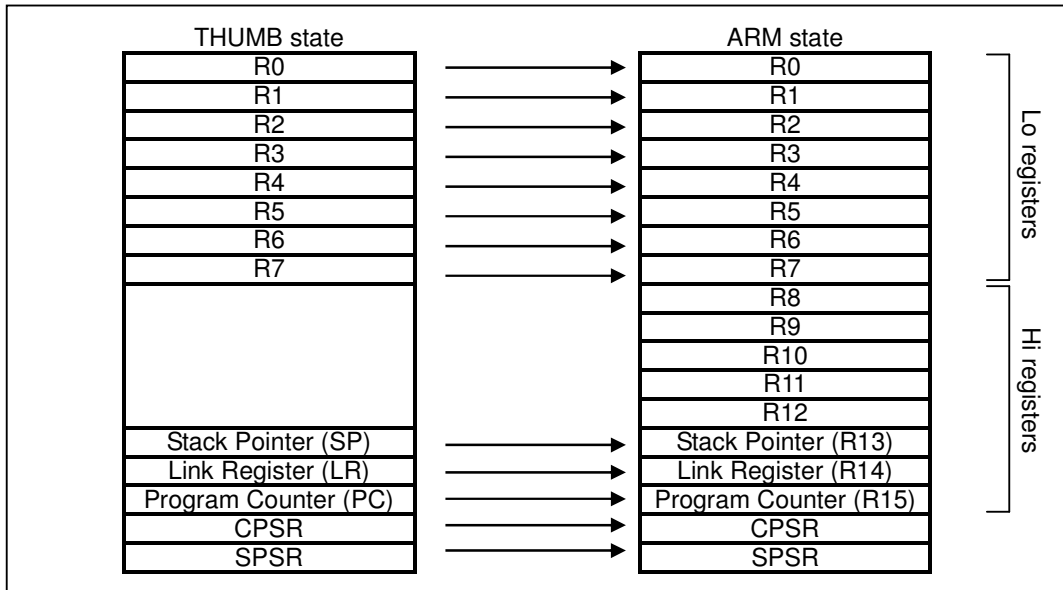 THUMB state
ARM state
R0
R0
R1
R1
R2
R2
R3
R3
R4
R4
R5
R5
R6
R6
R7
R7
R8
R9
R10
R11
R12
Stack Pointer (SP)
Stack Pointer (R13)
Link Register (LR)
Link Register (R14)
Program Counter (PC)
Program Counter (R15)
CPSR
CPSR
SPSR
SPSR
Lo registers
Hi registers